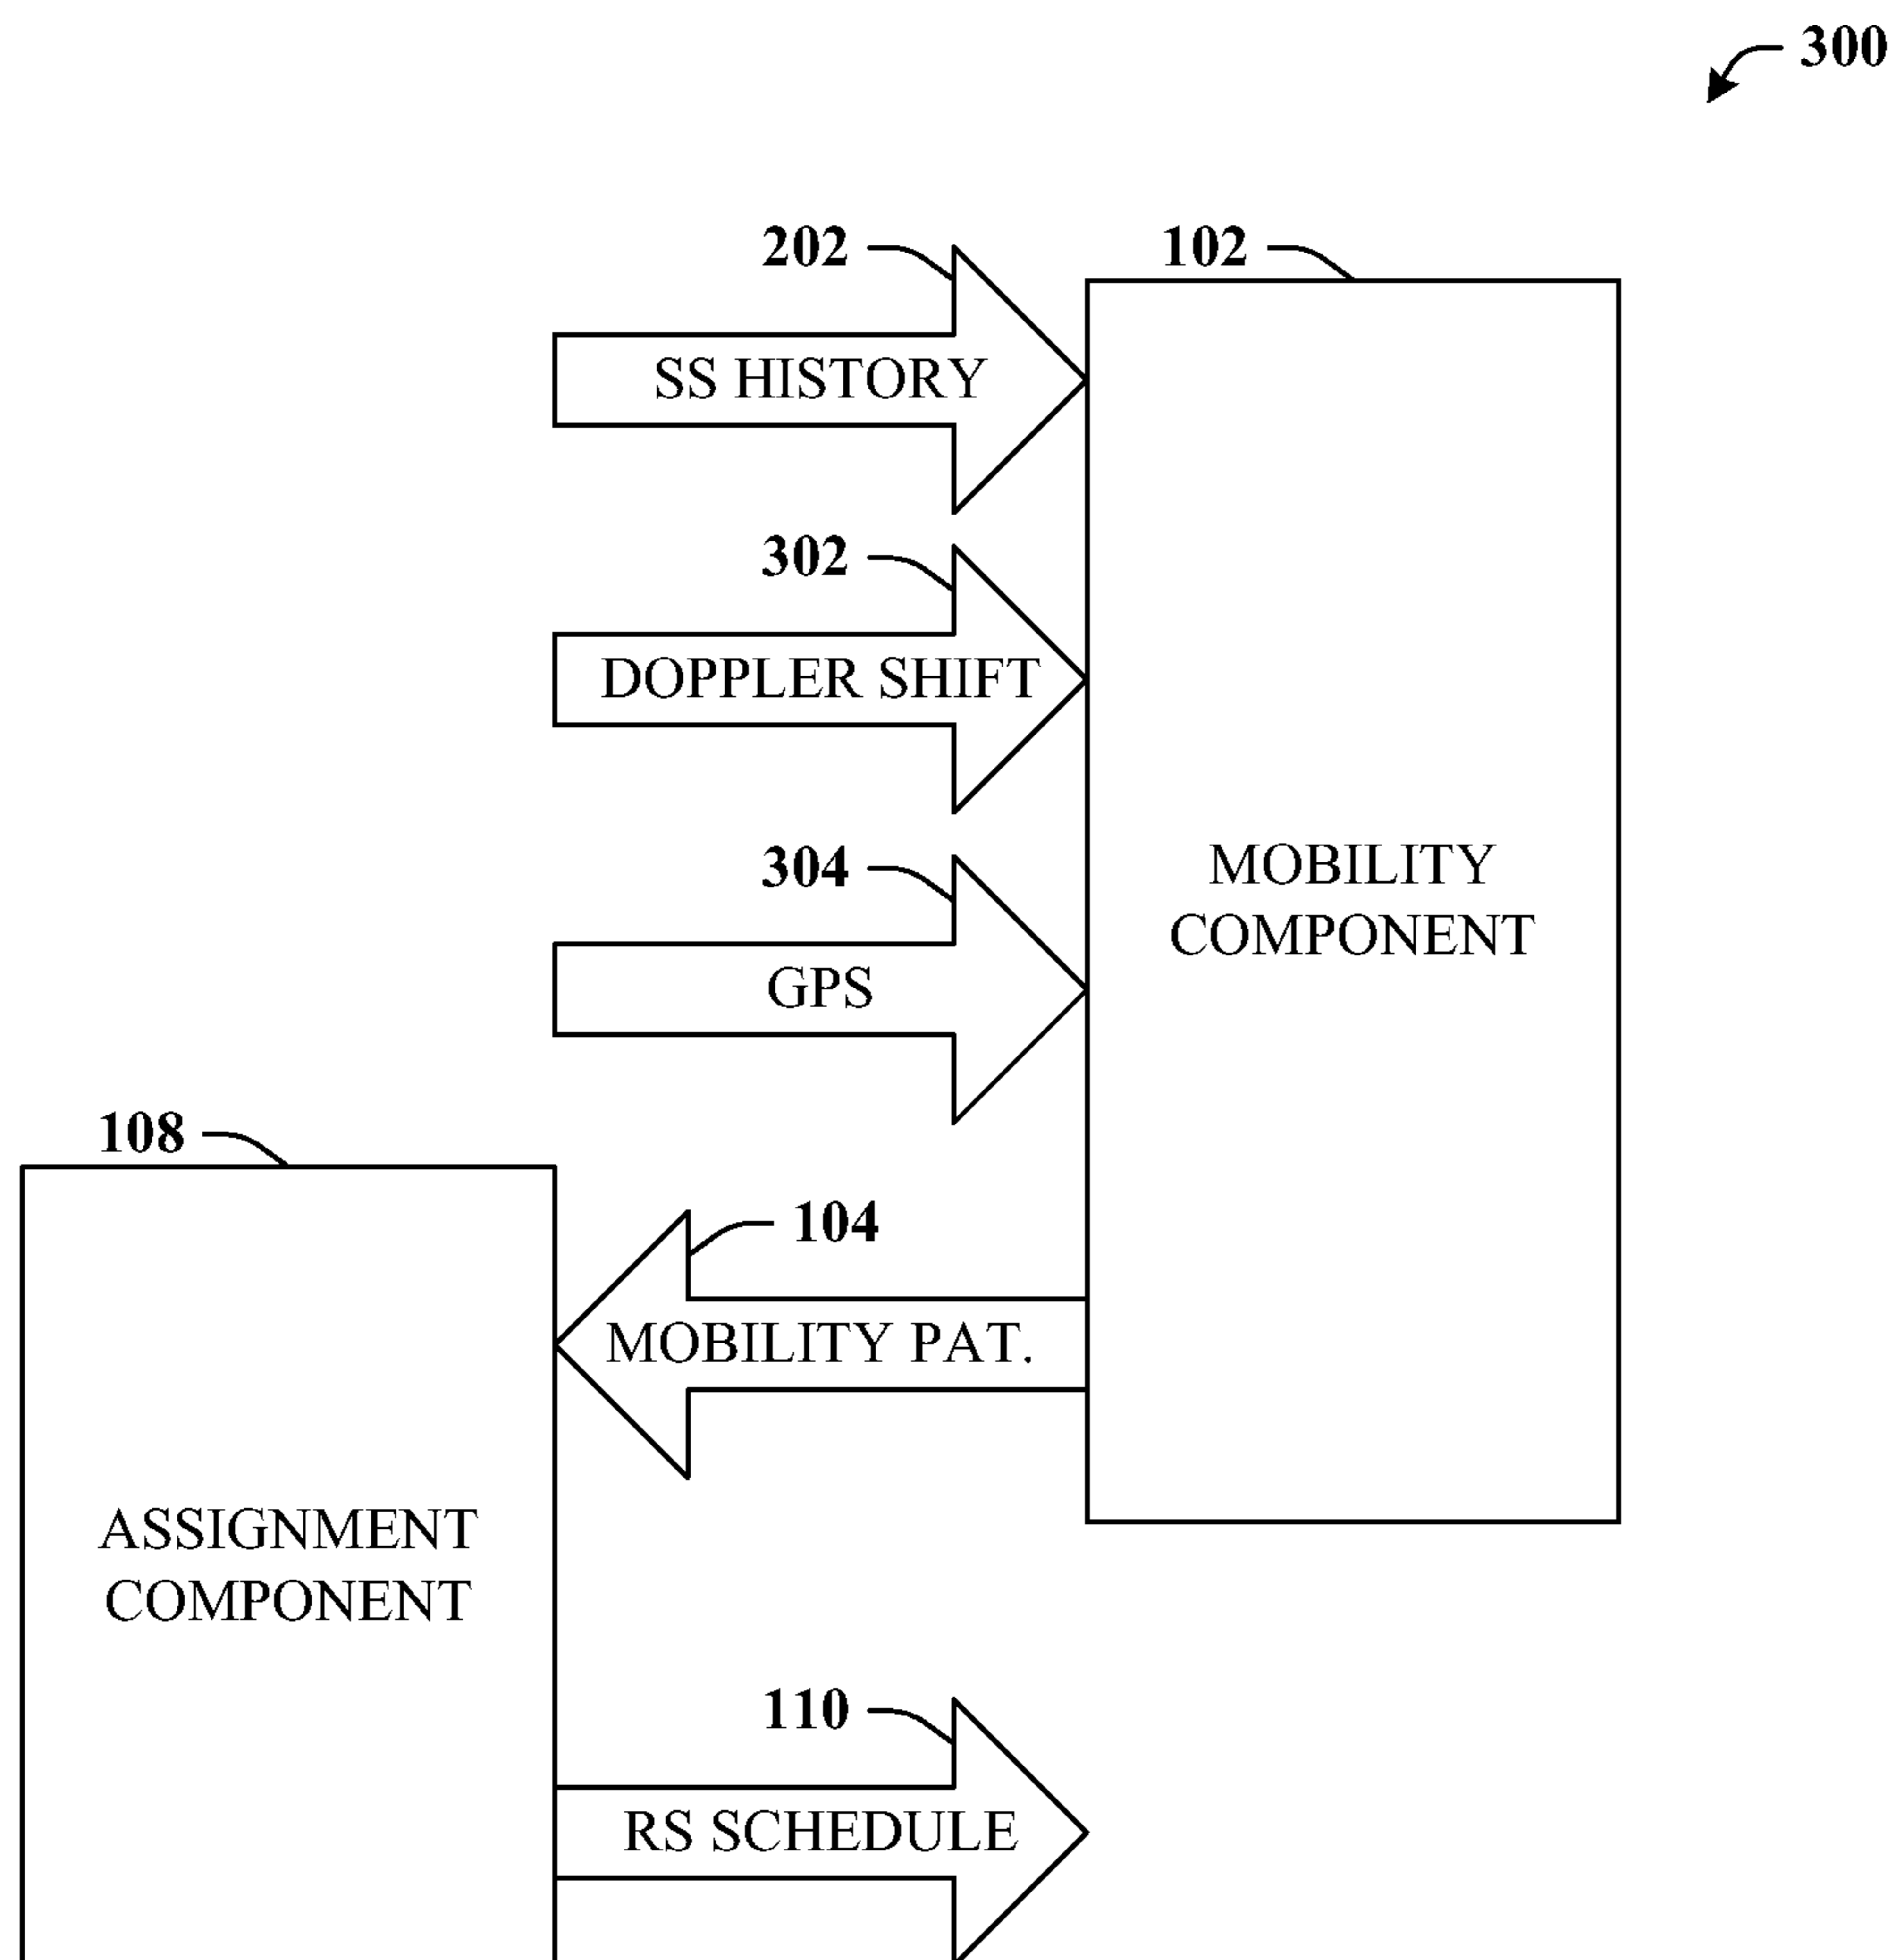 300
202
102
SS HISTORY
302
DOPPLER SHIFT
304
GPS
MOBILITY
COMPONENT
108
104
MOBILITY PAT.
ASSIGNMENT
COMPONENT
110
RS SCHEDULE